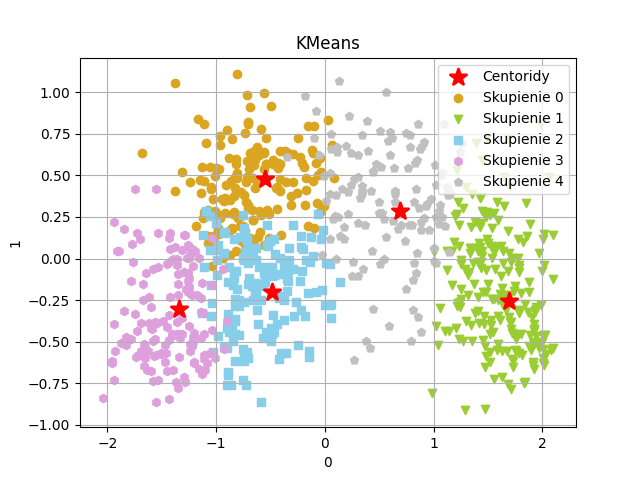 KMeans
Centoridy
Skupienie 0
Skupienie 1
Skupienie 2
Skupienie 3
Skupienie 4
1.00
0.75
0.50
0.25
0.00
−0.25
−0.50
−0.75
−1.00
1
−2 −1 0 1 2
0